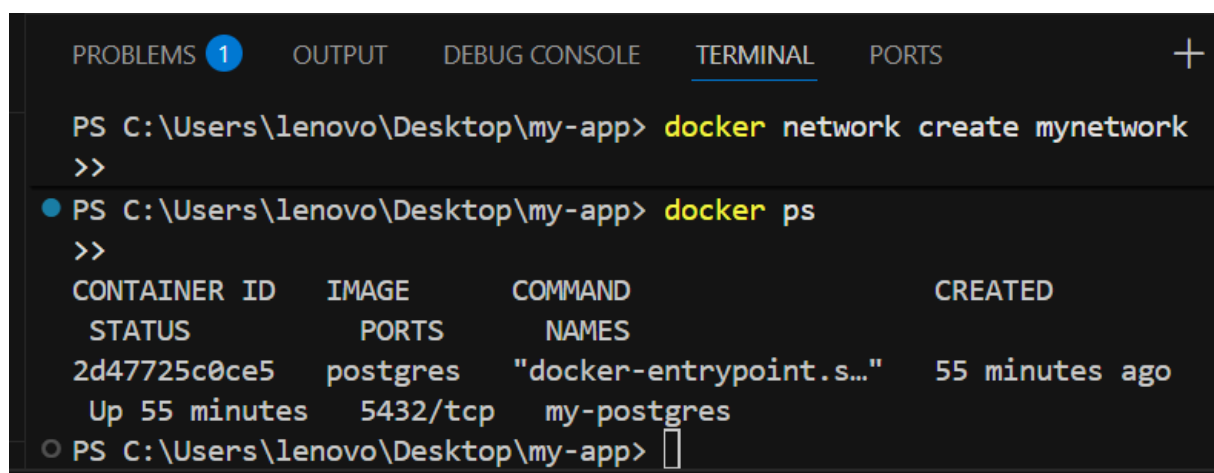 PROBLEMS 1 OUTPUT DEBUG CONSOLE TERMINAL PORTS +
PS C:\Users\lenovo\Desktop\my-app> docker network create mynetwork
>>
PS C:\Users\lenovo\Desktop\my-app> docker ps
>>
CONTAINER ID IMAGE COMMAND CREATED
STATUS PORTS NAMES
2d47725c0ce5 postgres "docker-entrypoint.s…" 55 minutes ago
Up 55 minutes 5432/tcp my-postgres
PS C:\Users\lenovo\Desktop\my-app>